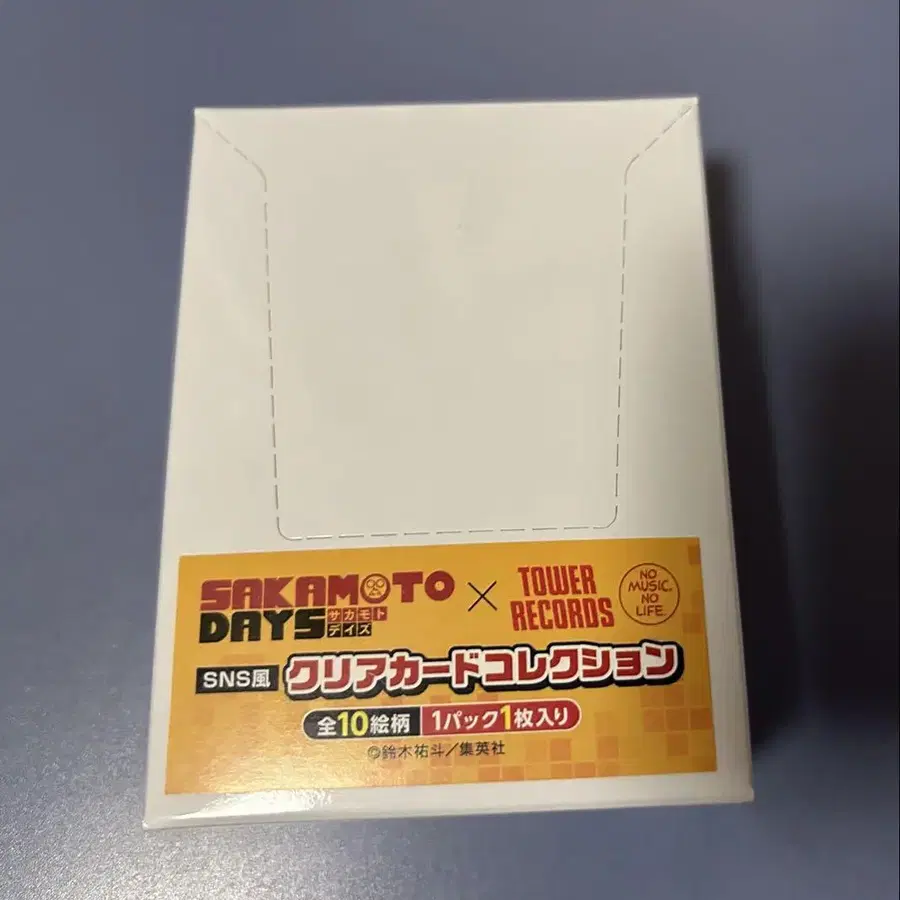 SAKAMOTO
DAYS サカモト
デイズ
×
TOWER
RECORDS
NO
MUSIC.
NO
LIFE.
SNS風 クリアカードコレクション
全10絵柄 1パック1枚入り
©鈴木祐斗/集英社